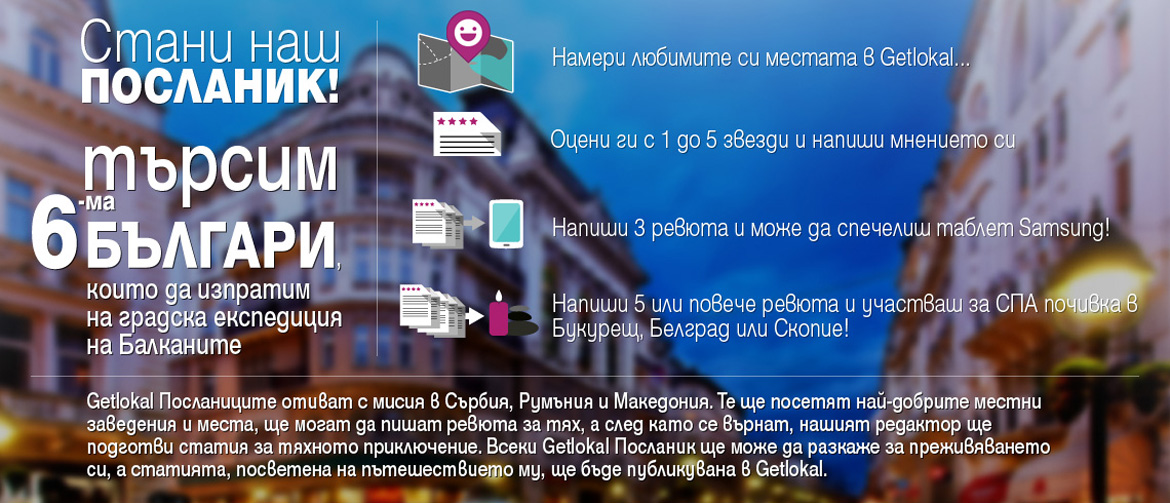 Стани наш
ПОСЛАНИК!
търсим
6-ма
БЪЛГАРИ,
които да изпратим
на градска експедиция
на Балканите
Намери любимите си местата в Getlokal...
Оцени ги с 1 до 5 звезди и напиши мнението си
Напиши 3 ревюта и може да спечелиш таблет Samsung!
Напиши 5 или повече ревюта и участваш за СПА почивка в
Букурещ, Белград или Скопие!
Getlokal Посланиците отиват с мисия в Сърбия, Румъния и Македония. Те ще посетят най-добрите местни
заведения и места, ще могат да пишат ревюта за тях, а след като се върнат, нашият редактор ще
подготви статия за тяхното приключение. Всеки Getlokal Посланик ще може да разкаже за преживяването
си, а статията, посветена на пътешествието му, ще бъде публикувана в Getlokal.